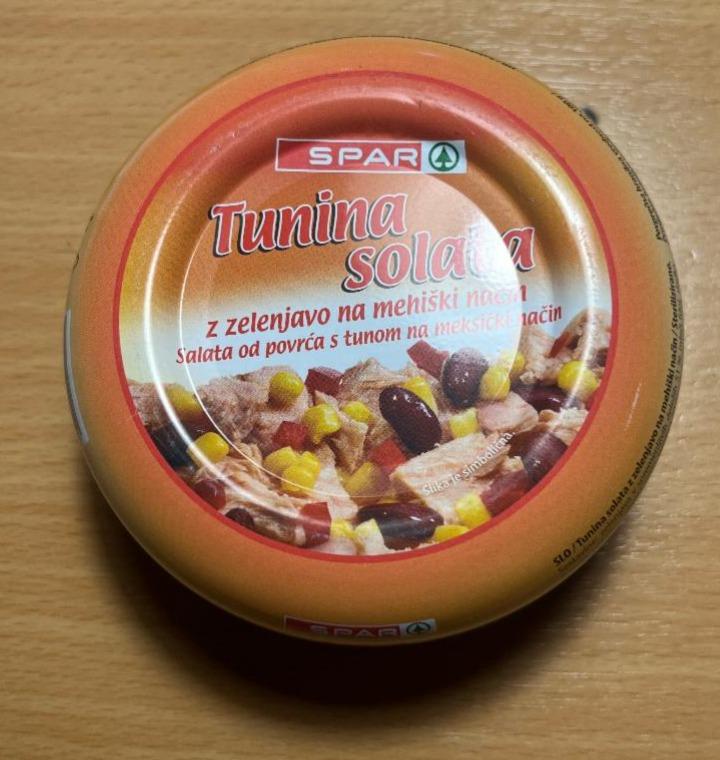 SPAR
Tunina
solata
z zelenjavo na mehiški način
Salata od povrća s tunom na meksički način
Slika je simbolična.
SLO / Tunina solata z zelenjavo na mehiški način / Sterilizirano.
SPAR